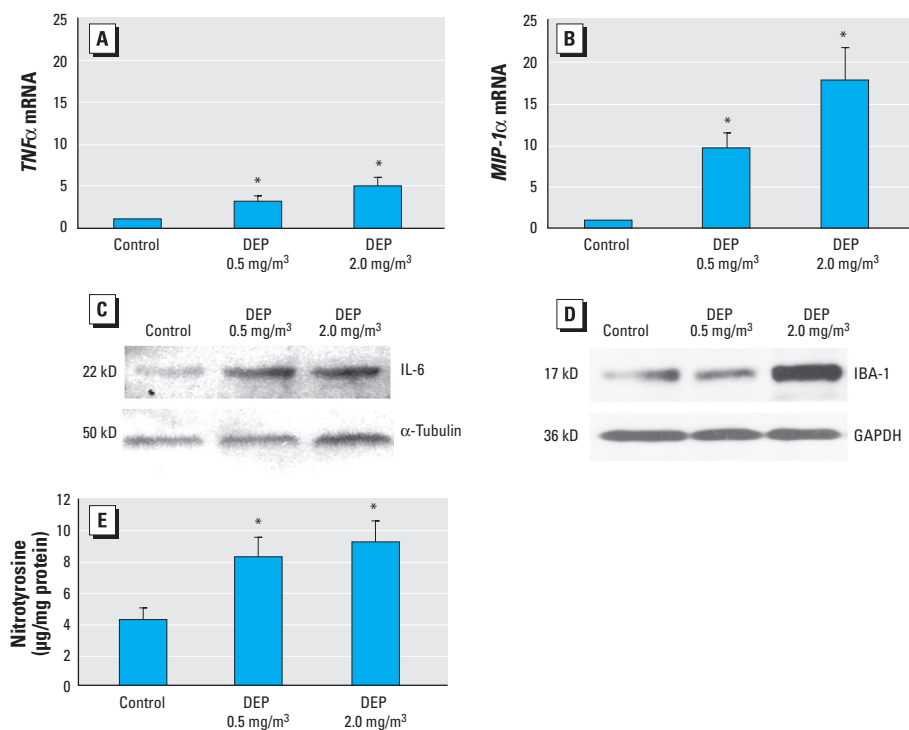 A
TNFα mRNA
25
20
15
10
5
0
*
*
Control
DEP
0.5 mg/m³
DEP
2.0 mg/m³
B
MIP-1α mRNA
25
20
15
10
5
0
*
*
Control
DEP
0.5 mg/m³
DEP
2.0 mg/m³
C
Control
DEP
0.5 mg/m³
DEP
2.0 mg/m³
22 kD
IL-6
50 kD
α-Tubulin
D
Control
DEP
0.5 mg/m³
DEP
2.0 mg/m³
17 kD
IBA-1
36 kD
GAPDH
E
Nitrotyrosine
(μg/mg protein)
12
10
8
6
4
2
0
*
*
Control
DEP
0.5 mg/m³
DEP
2.0 mg/m³